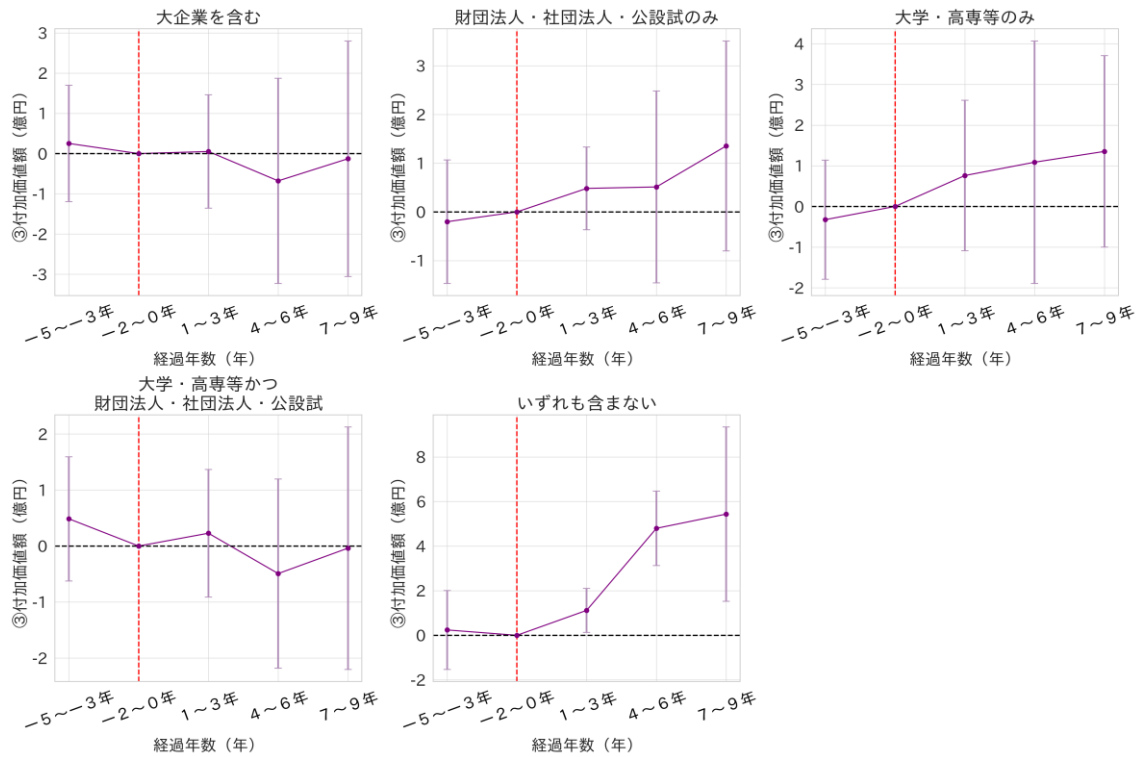 大企業を含む
③付加価値額（億円）
3
2
1
0
-1
-2
-3
－5～－3年
－2～0年
1～3年
4～6年
7～9年
経過年数（年）
財団法人・社団法人・公設試のみ
③付加価値額（億円）
3
2
1
0
-1
－5～－3年
－2～0年
1～3年
4～6年
7～9年
経過年数（年）
大学・高専等のみ
③付加価値額（億円）
4
3
2
1
0
-1
-2
－5～－3年
－2～0年
1～3年
4～6年
7～9年
経過年数（年）
大学・高専等かつ
財団法人・社団法人・公設試
③付加価値額（億円）
2
1
0
-1
-2
－5～－3年
－2～0年
1～3年
4～6年
7～9年
経過年数（年）
いずれも含まない
③付加価値額（億円）
8
6
4
2
0
-2
－5～－3年
－2～0年
1～3年
4～6年
7～9年
経過年数（年）